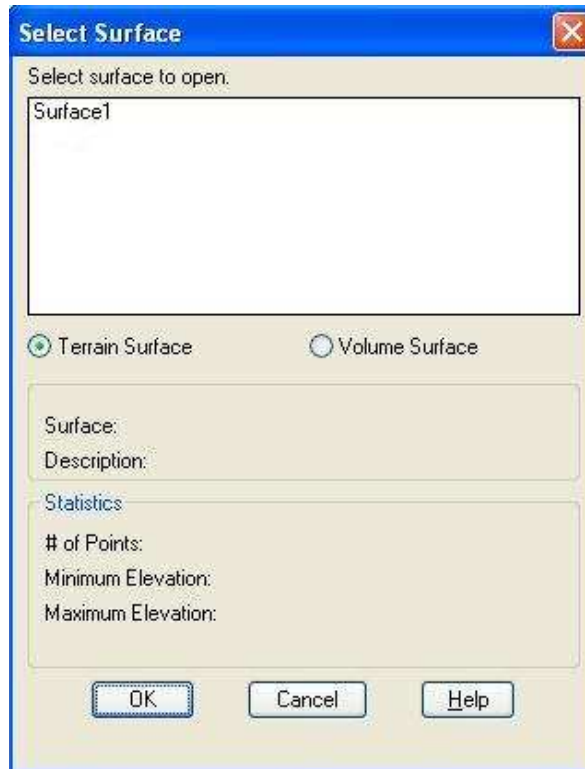 Select Surface
Select surface to open.
Surface1
Terrain Surface Volume Surface
Surface:
Description:
Statistics
# of Points:
Minimum Elevation:
Maximum Elevation:
OK Cancel Help